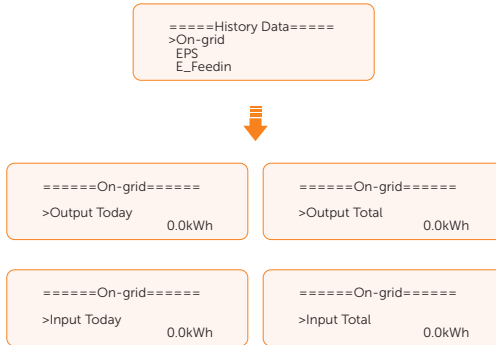 =====History Data=====
>On-grid
EPS
E_Feedin
======On-grid======
>Output Today
0.0kWh
======On-grid======
>Output Total
0.0kWh
======On-grid======
>Input Today
0.0kWh
======On-grid======
>Input Total
0.0kWh